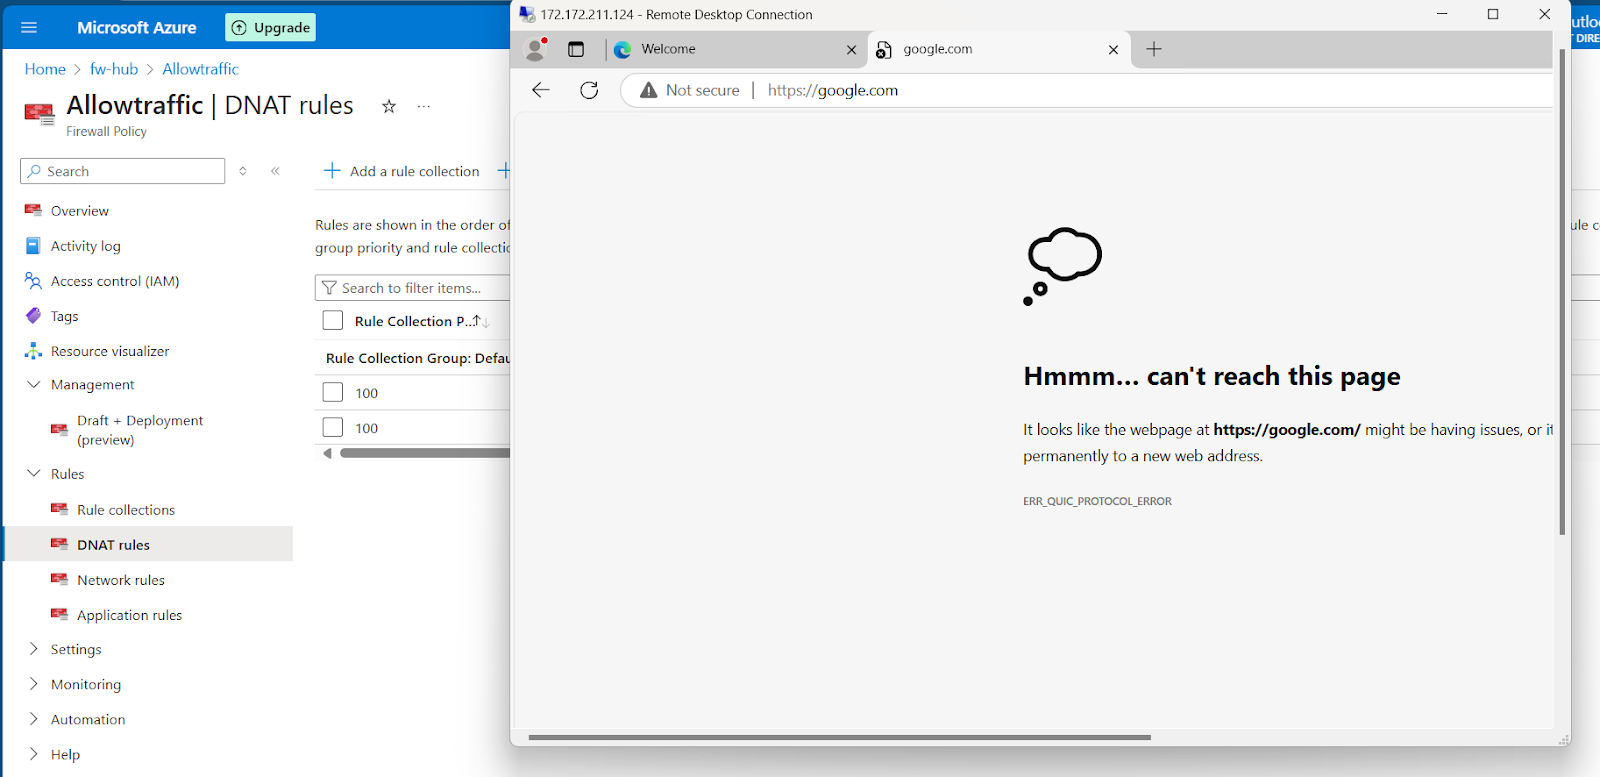 Microsoft Azure
Upgrade
Home > fw-hub > Allowtraffic
Allowtraffic | DNAT rules
Firewall Policy
Search
Overview
Activity log
Access control (IAM)
Tags
Resource visualizer
Management
Draft + Deployment
(preview)
Rules
Rule collections
DNAT rules
Network rules
Application rules
Settings
Monitoring
Automation
Help
Add a rule collection
Rules are shown in the order of
group priority and rule collectio
Search to filter items...
Rule Collection P...
Rule Collection Group: Defau
100
100
172.172.211.124 - Remote Desktop Connection
Welcome
google.com
Not secure | https://google.com
Hmmm... can't reach this page
It looks like the webpage at https://google.com/ might be having issues, or it
permanently to a new web address.
ERR_QUIC_PROTOCOL_ERROR
utloo
T DIRE
ule co